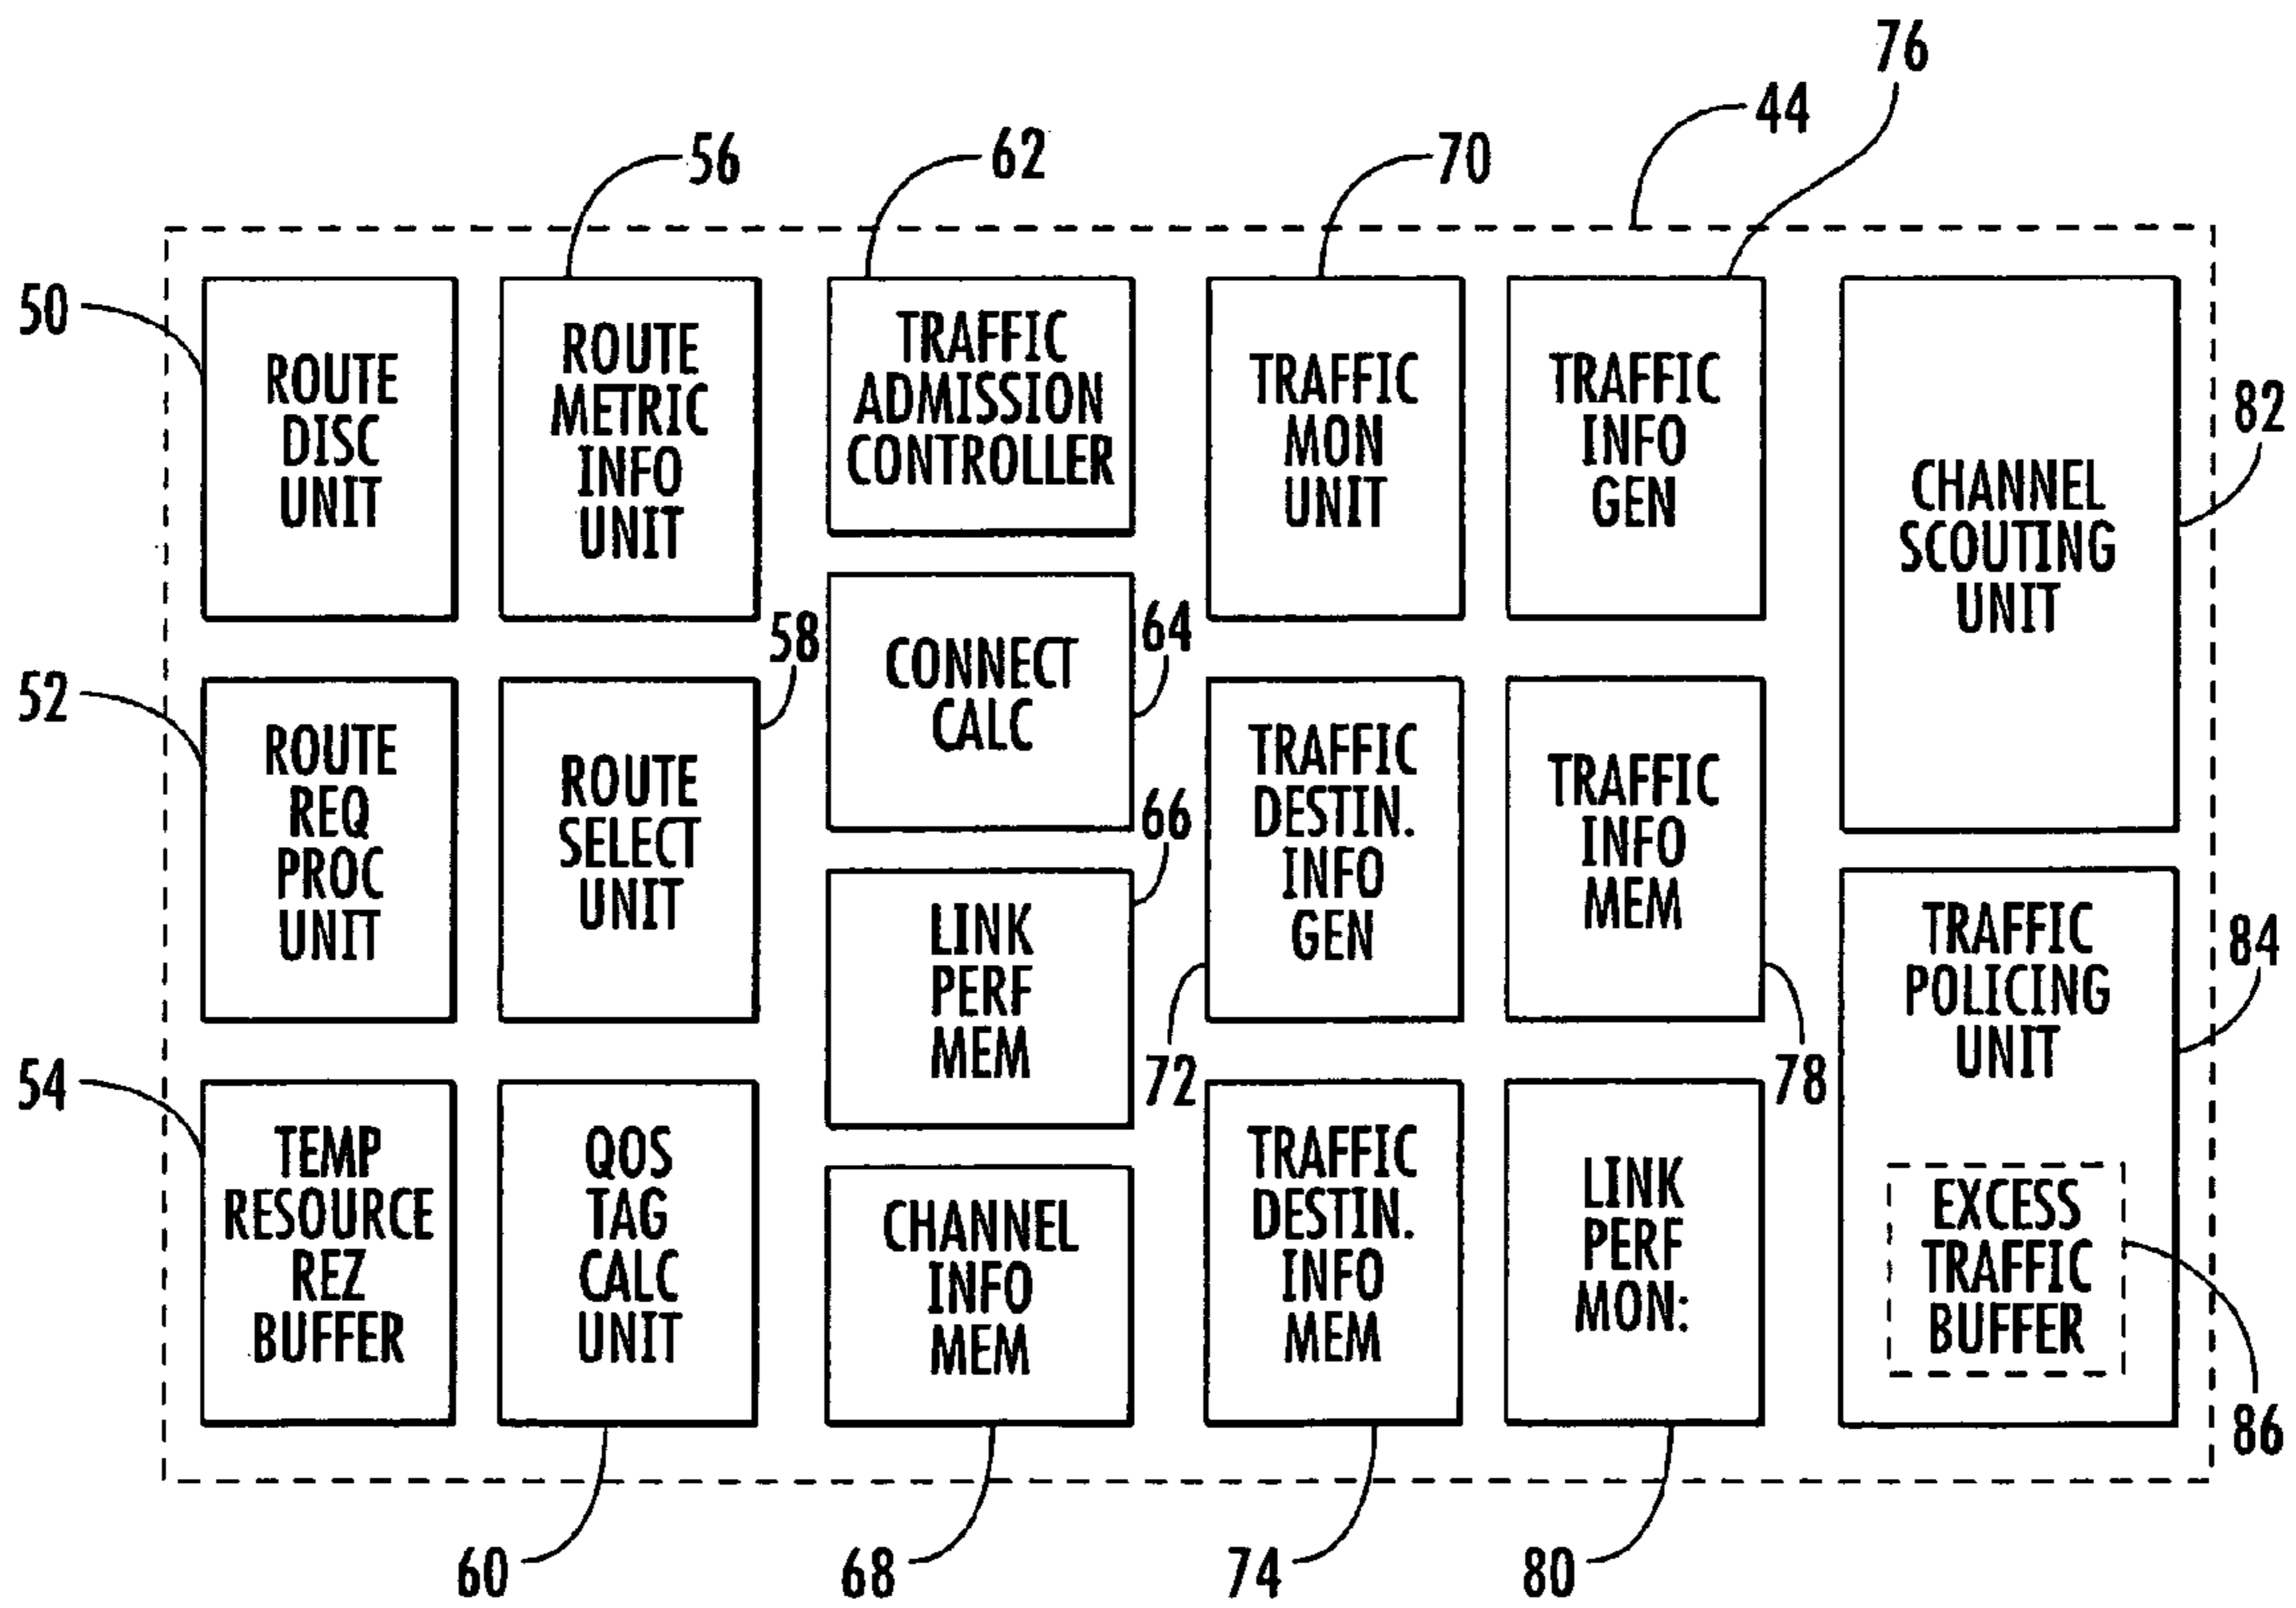 76
44
56
62
70
50
ROUTE
DISC
UNIT
ROUTE
METRIC
INFO
UNIT
TRAFFIC
ADMISSION
CONTROLLER
TRAFFIC
MON
UNIT
TRAFFIC
INFO
GEN
CHANNEL
SCOUTING
UNIT
82
52
ROUTE
REQ
PROC
UNIT
58
ROUTE
SELECT
UNIT
CONNECT
CALC
64
66
LINK
PERF
MEM
TRAFFIC
DESTIN.
INFO
GEN
72
TRAFFIC
INFO
MEM
78
TRAFFIC
POLICING
UNIT
84
54
TEMP
RESOURCE
REZ
BUFFER
QOS
TAG
CALC
UNIT
CHANNEL
INFO
MEM
TRAFFIC
DESTIN.
INFO
MEM
LINK
PERF
MON:
EXCESS
TRAFFIC
BUFFER
86
60
68
74
80